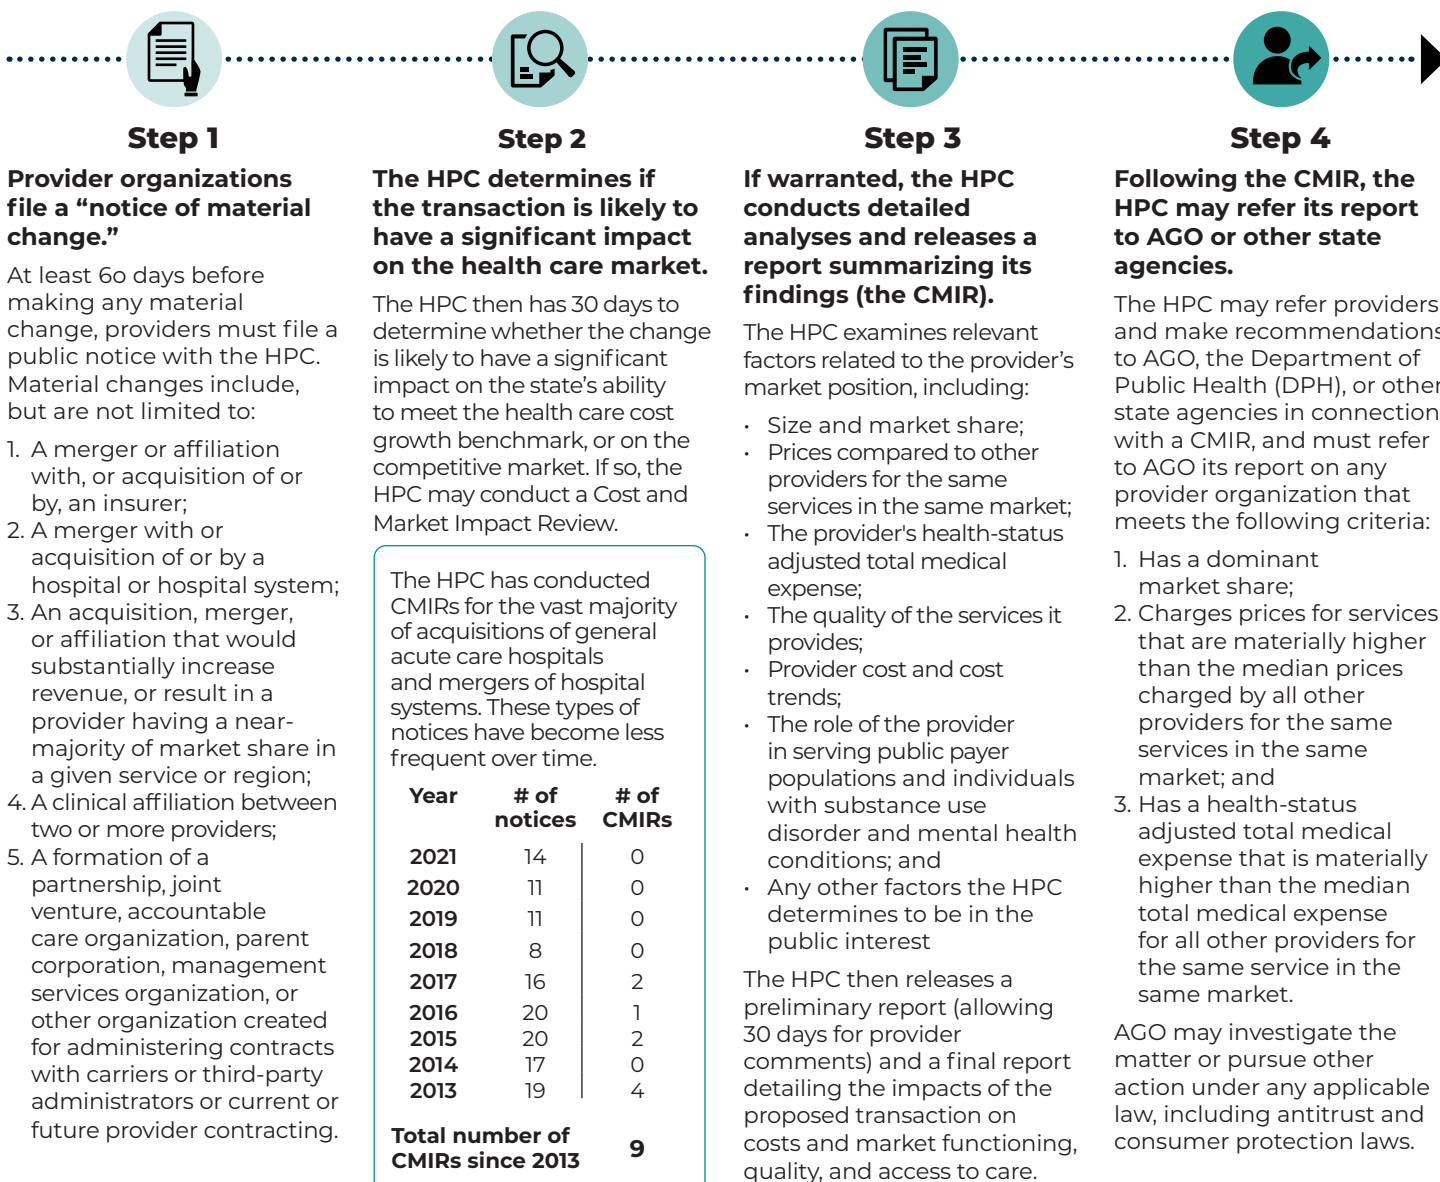 Step 1
Provider organizations
file a “notice of material
change.”
At least 6o days before
making any material
change, providers must file a
public notice with the HPC.
Material changes include,
but are not limited to:
1. A merger or affiliation
with, or acquisition of or
by, an insurer;
2. A merger with or
acquisition of or by a
hospital or hospital system;
3. An acquisition, merger,
or affiliation that would
substantially increase
revenue, or result in a
provider having a near-
majority of market share in
a given service or region;
4. A clinical affiliation between
two or more providers;
5. A formation of a
partnership, joint
venture, accountable
care organization, parent
corporation, management
services organization, or
other organization created
for administering contracts
with carriers or third-party
administrators or current or
future provider contracting.
Step 2
The HPC determines if
the transaction is likely to
have a significant impact
on the health care market.
The HPC then has 30 days to
determine whether the change
is likely to have a significant
impact on the state’s ability
to meet the health care cost
growth benchmark, or on the
competitive market. If so, the
HPC may conduct a Cost and
Market Impact Review.
The HPC has conducted
CMIRs for the vast majority
of acquisitions of general
acute care hospitals
and mergers of hospital
systems. These types of
notices have become less
frequent over time.
Year # of notices # of CMIRs
2021 14 0
2020 11 0
2019 11 0
2018 8 0
2017 16 2
2016 20 1
2015 20 2
2014 17 0
2013 19 4
Total number of
CMIRs since 2013 9
Step 3
If warranted, the HPC
conducts detailed
analyses and releases a
report summarizing its
findings (the CMIR).
The HPC examines relevant
factors related to the provider’s
market position, including:
• Size and market share;
• Prices compared to other
providers for the same
services in the same market;
• The provider's health-status
adjusted total medical
expense;
• The quality of the services it
provides;
• Provider cost and cost
trends;
• The role of the provider
in serving public payer
populations and individuals
with substance use
disorder and mental health
conditions; and
• Any other factors the HPC
determines to be in the
public interest
The HPC then releases a
preliminary report (allowing
30 days for provider
comments) and a final report
detailing the impacts of the
proposed transaction on
costs and market functioning,
quality, and access to care.
Step 4
Following the CMIR, the
HPC may refer its report
to AGO or other state
agencies.
The HPC may refer providers
and make recommendations
to AGO, the Department of
Public Health (DPH), or other
state agencies in connection
with a CMIR, and must refer
to AGO its report on any
provider organization that
meets the following criteria:
1. Has a dominant
market share;
2. Charges prices for services
that are materially higher
than the median prices
charged by all other
providers for the same
services in the same
market; and
3. Has a health-status
adjusted total medical
expense that is materially
higher than the median
total medical expense
for all other providers for
the same service in the
same market.
AGO may investigate the
matter or pursue other
action under any applicable
law, including antitrust and
consumer protection laws.